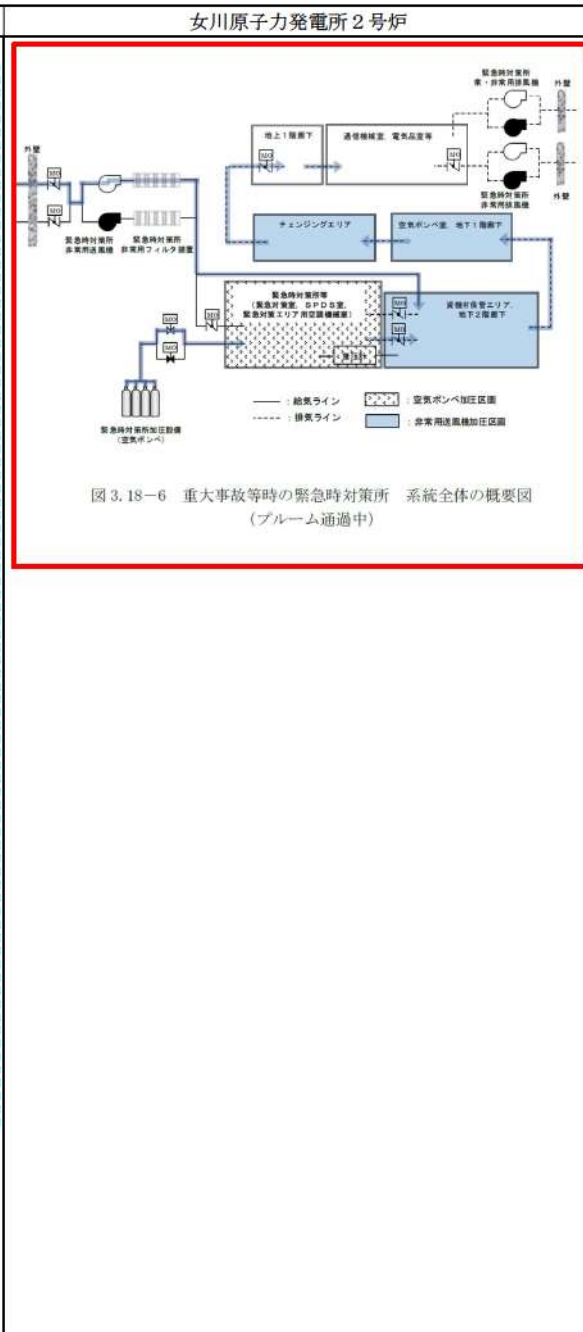 女川原子力発電所2号炉
緊急時対策所
常・非常用排風機
外壁
地上1階廊下
通信機械室,電気品室等
MO
MO
外壁
MO
MO
緊急時対策所
非常用送風機
緊急時対策所
非常用フィルタ装置
緊急時対策所
非常用排風機
外壁
チェンジングエリア
空気ボンベ室,地下1階廊下
緊急時対策所等
(緊急対策室,SPDS室,
緊急対策エリア用空調機械室)
資機材保管エリア,
地下2階廊下
MO
MO
MO
MO
MO
差圧計
緊急時対策所加圧設備
(空気ボンベ)
:給気ライン
:排気ライン
:空気ボンベ加圧区画
:非常用送風機加圧区画
図3.18-6 重大事故等時の緊急時対策所 系統全体の概要図
(プルーム通過中)